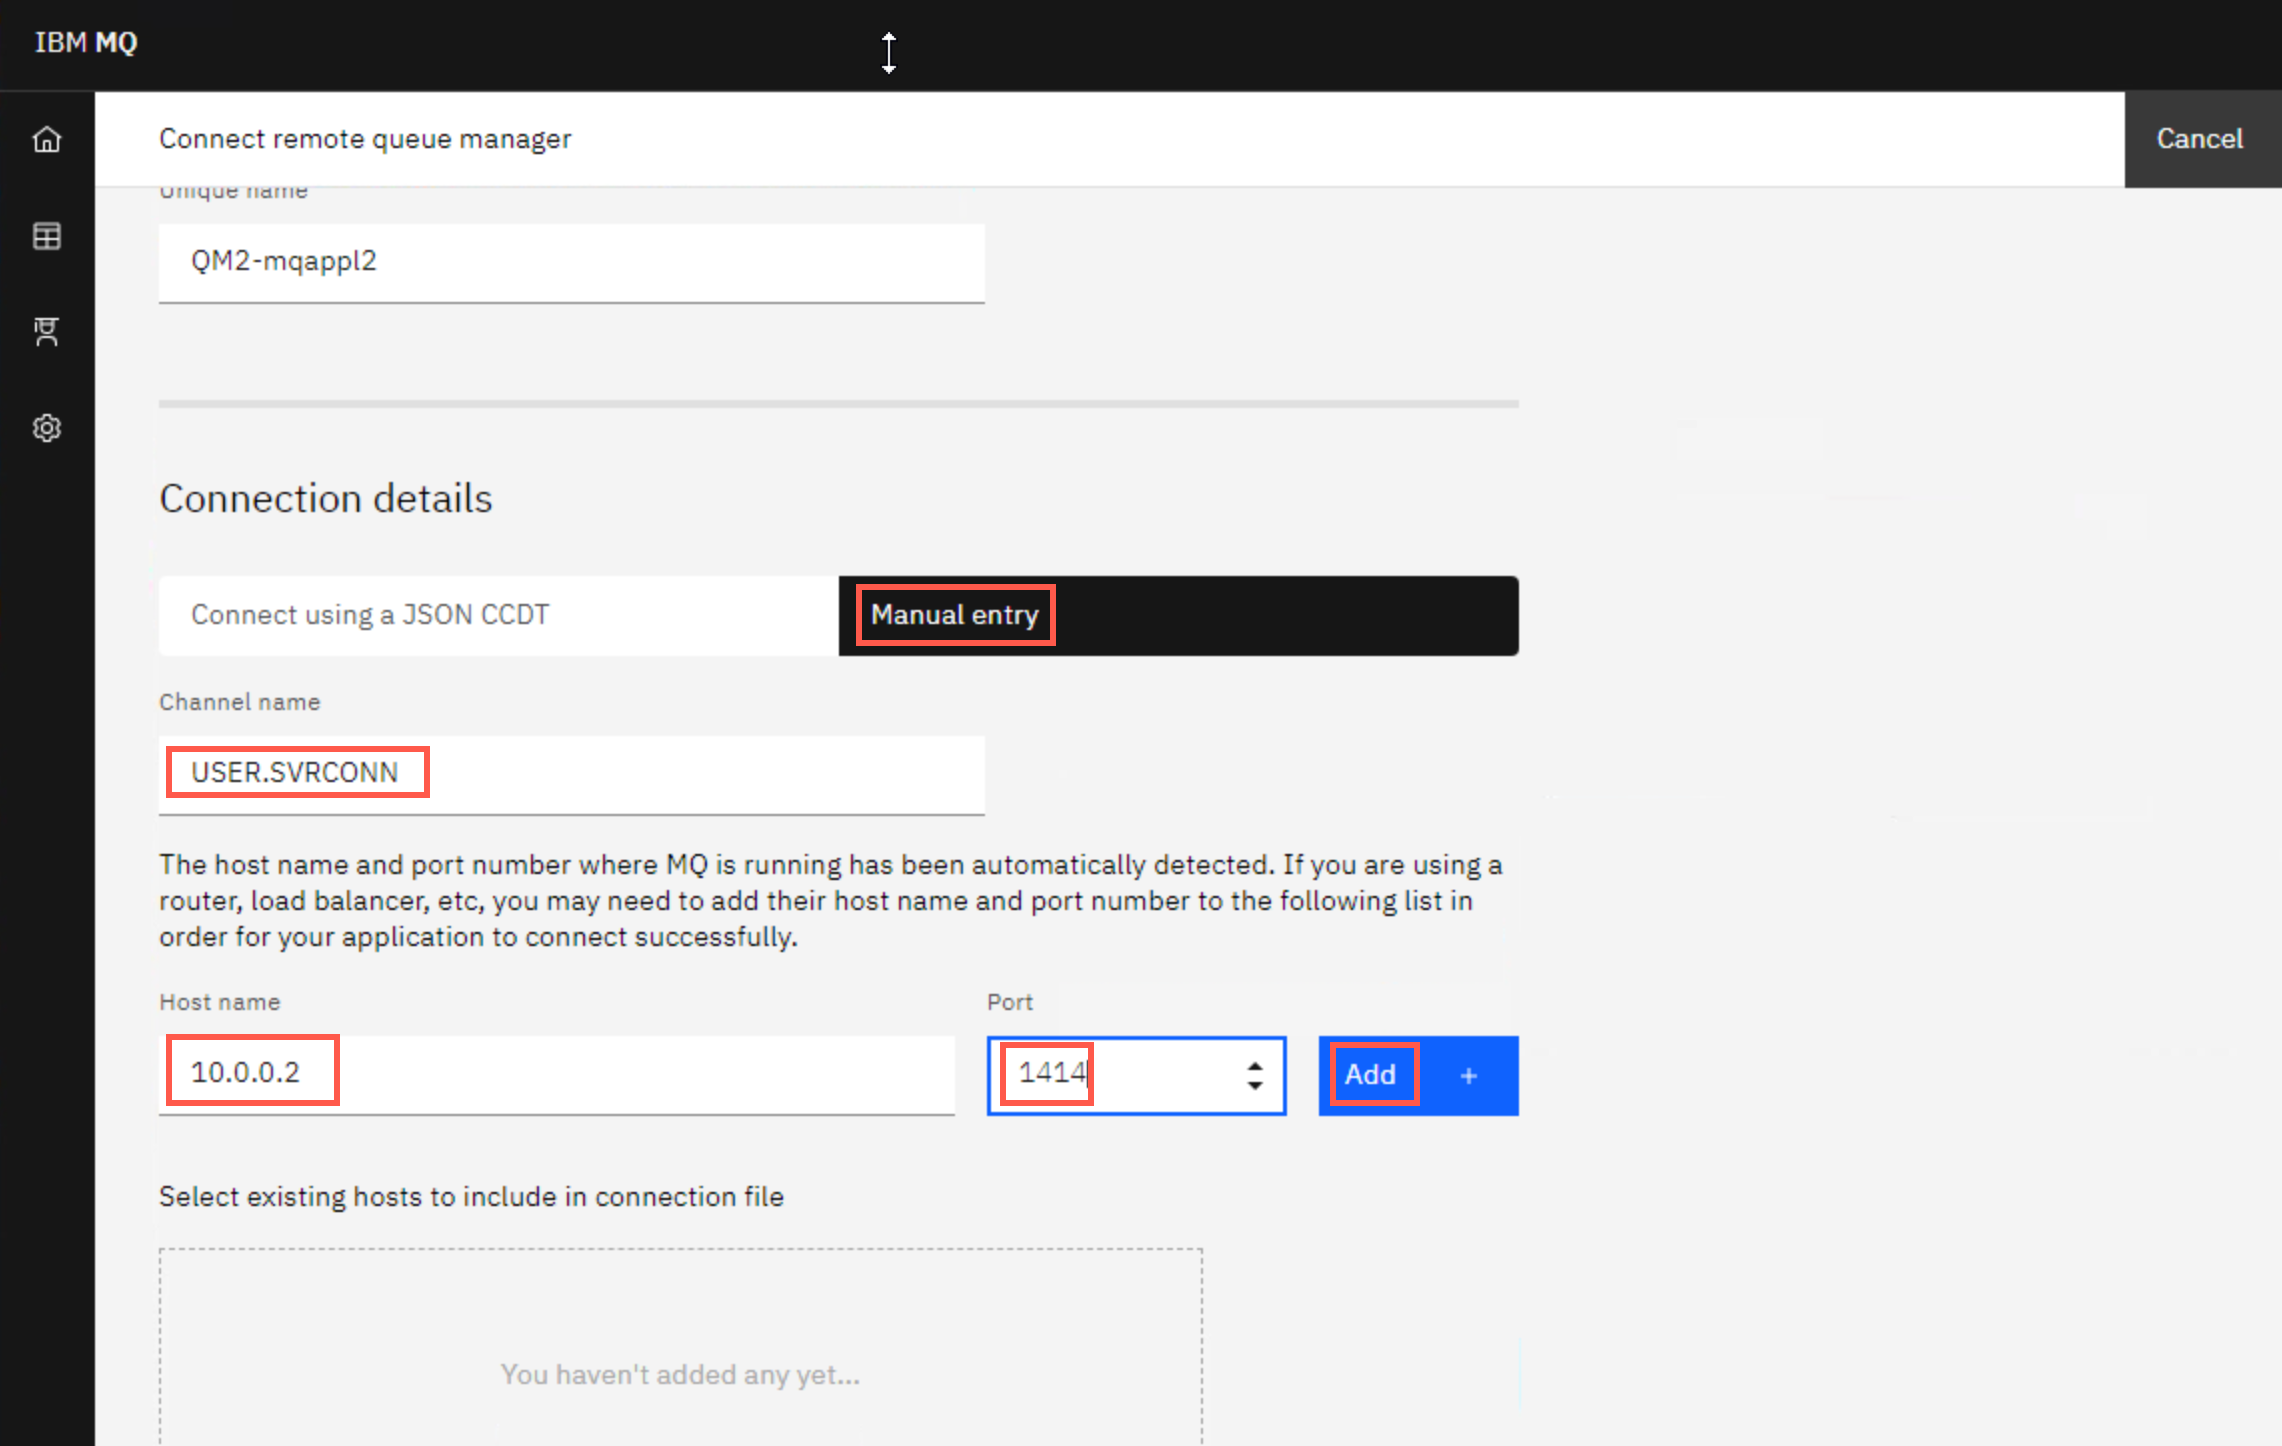 IBM MQ
Connect remote queue manager
Cancel
Unique name
QM2-mqappl2
Connection details
Connect using a JSON CCDT
Manual entry
Channel name
USER.SVRCONN
The host name and port number where MQ is running has been automatically detected. If you are using a
router, load balancer, etc, you may need to add their host name and port number to the following list in
order for your application to connect successfully.
Host name
Port
10.0.0.2
1414
Add +
Select existing hosts to include in connection file
You haven't added any yet...